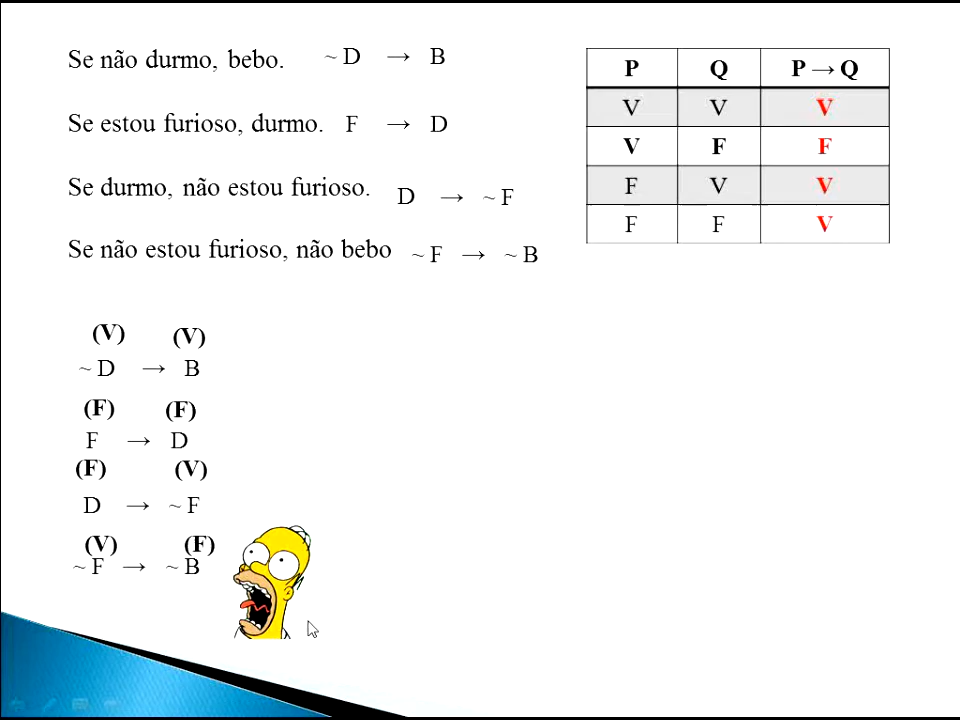 Se não durmo, bebo. ~ D → B
Se estou furioso, durmo. F → D
Se durmo, não estou furioso. D → ~ F
Se não estou furioso, não bebo ~ F → ~ B
P Q P → Q
V V V
V F F
F V V
F F V
(V) (V)
~ D → B
(F) (F)
F → D
(F) (V)
D → ~ F
(V) (F)
~ F → ~ B